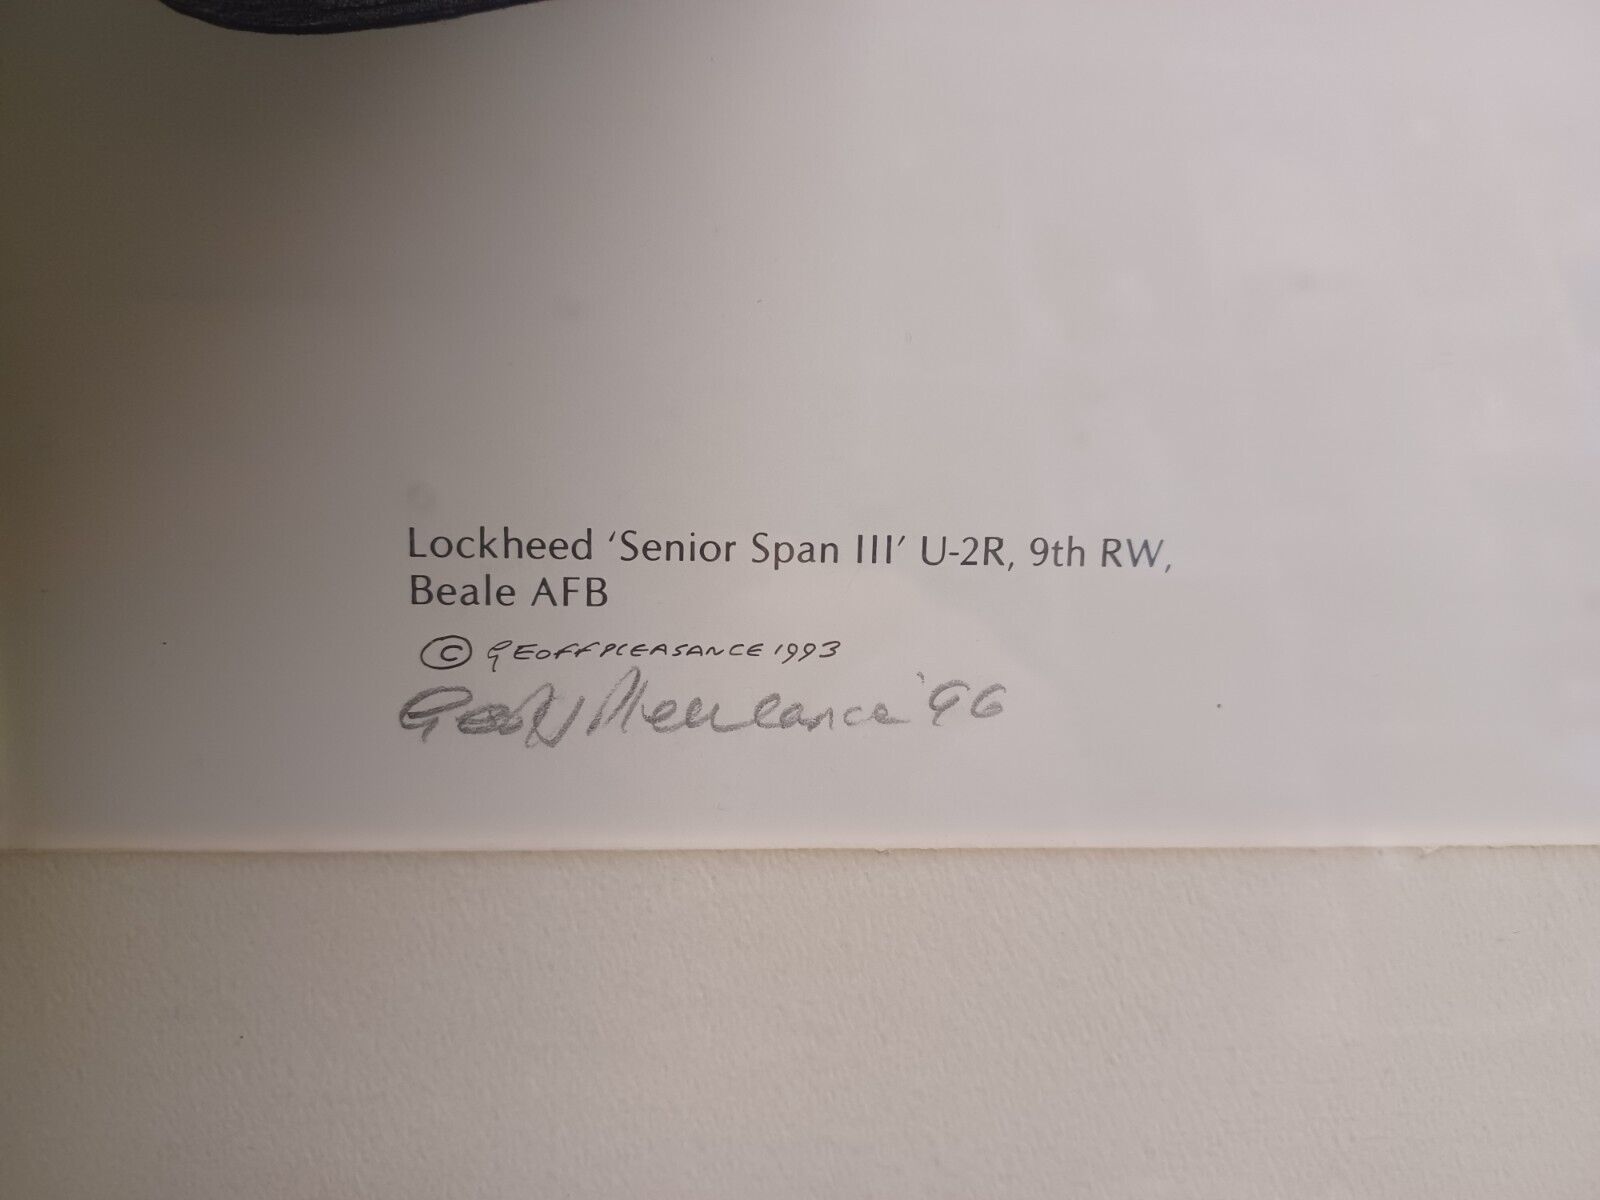 Lockheed ‘Senior Span III’ U-2R, 9th RW,
Beale AFB
© GEOFF PLEASANCE 1993
Geoff Pleasance '96